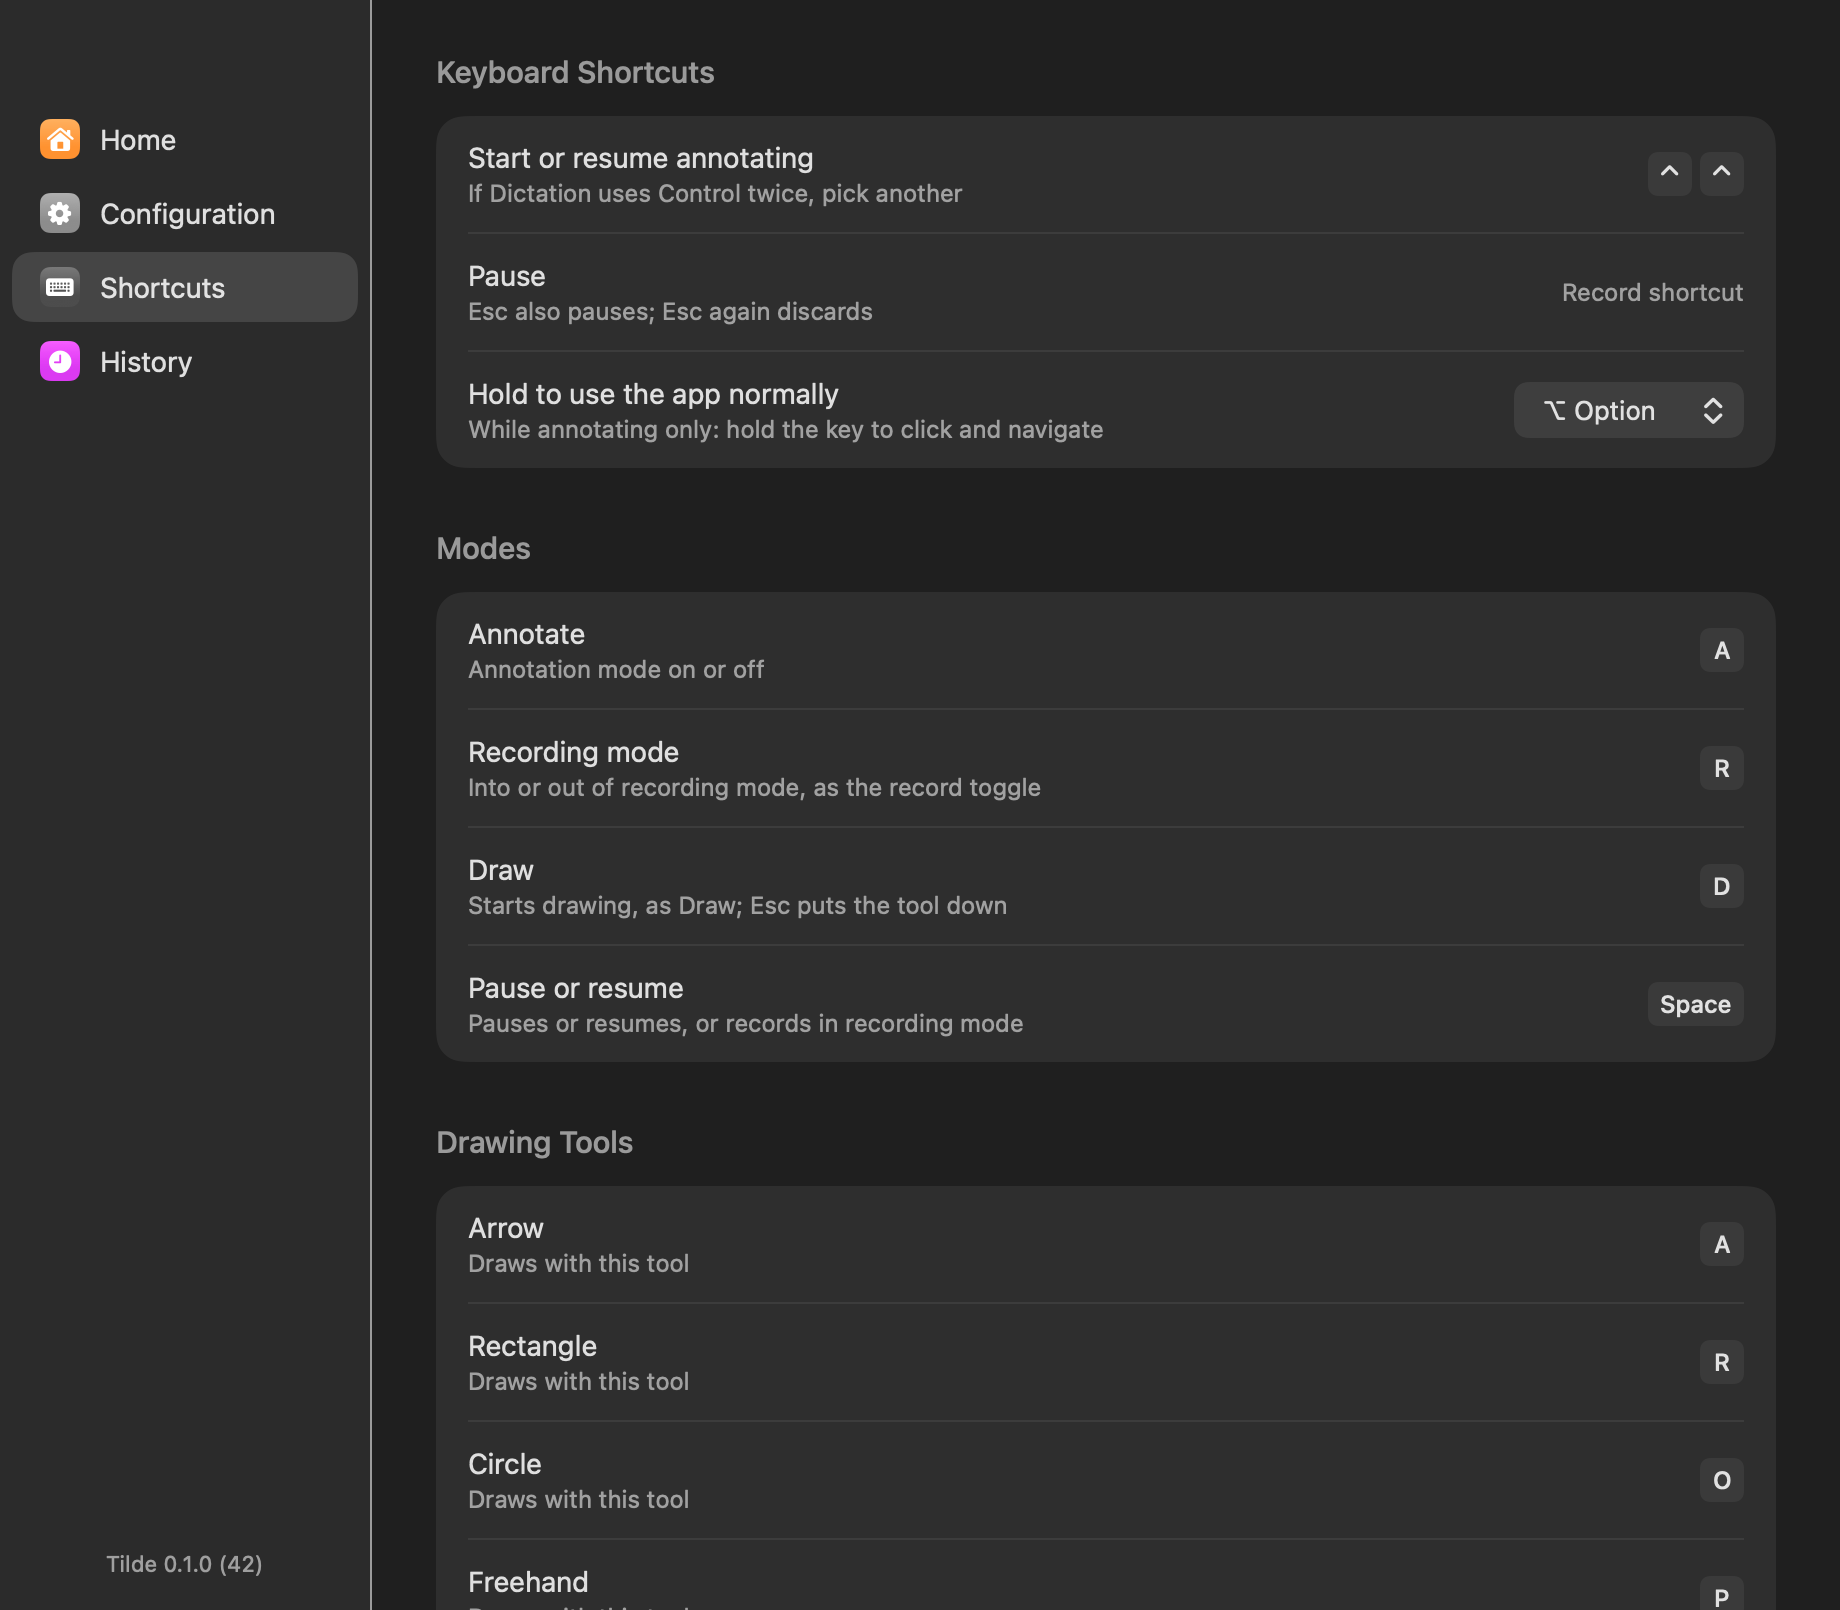 Home
Configuration
Shortcuts
History
Tilde 0.1.0 (42)
Keyboard Shortcuts
Start or resume annotating
If Dictation uses Control twice, pick another
^ ^
Pause
Esc also pauses; Esc again discards
Record shortcut
Hold to use the app normally
While annotating only: hold the key to click and navigate
⌥ Option
Modes
Annotate
Annotation mode on or off
A
Recording mode
Into or out of recording mode, as the record toggle
R
Draw
Starts drawing, as Draw; Esc puts the tool down
D
Pause or resume
Pauses or resumes, or records in recording mode
Space
Drawing Tools
Arrow
Draws with this tool
A
Rectangle
Draws with this tool
R
Circle
Draws with this tool
O
Freehand
P